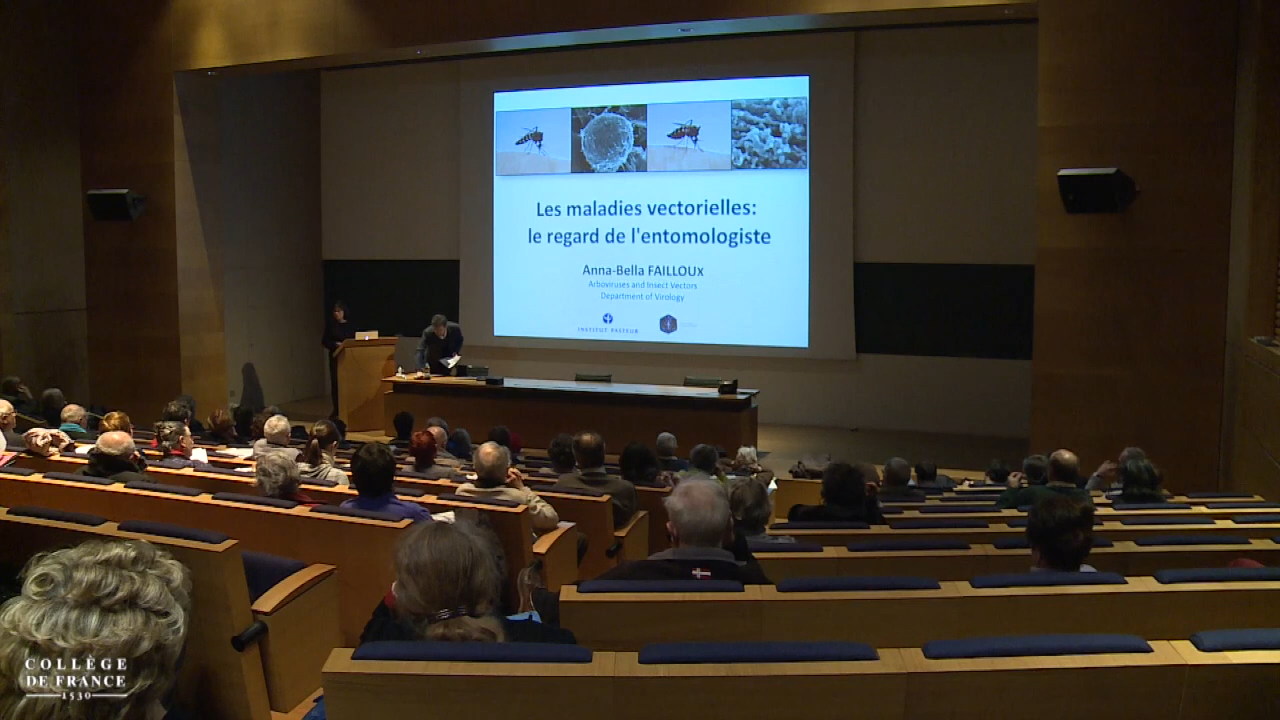 Les maladies vectorielles:
le regard de l'entomologiste
Anna-Bella FAILLOUX
Arboviruses and Insect Vectors
Department of Virology
INSTITUT PASTEUR
COLLÈGE
DE FRANCE
1530